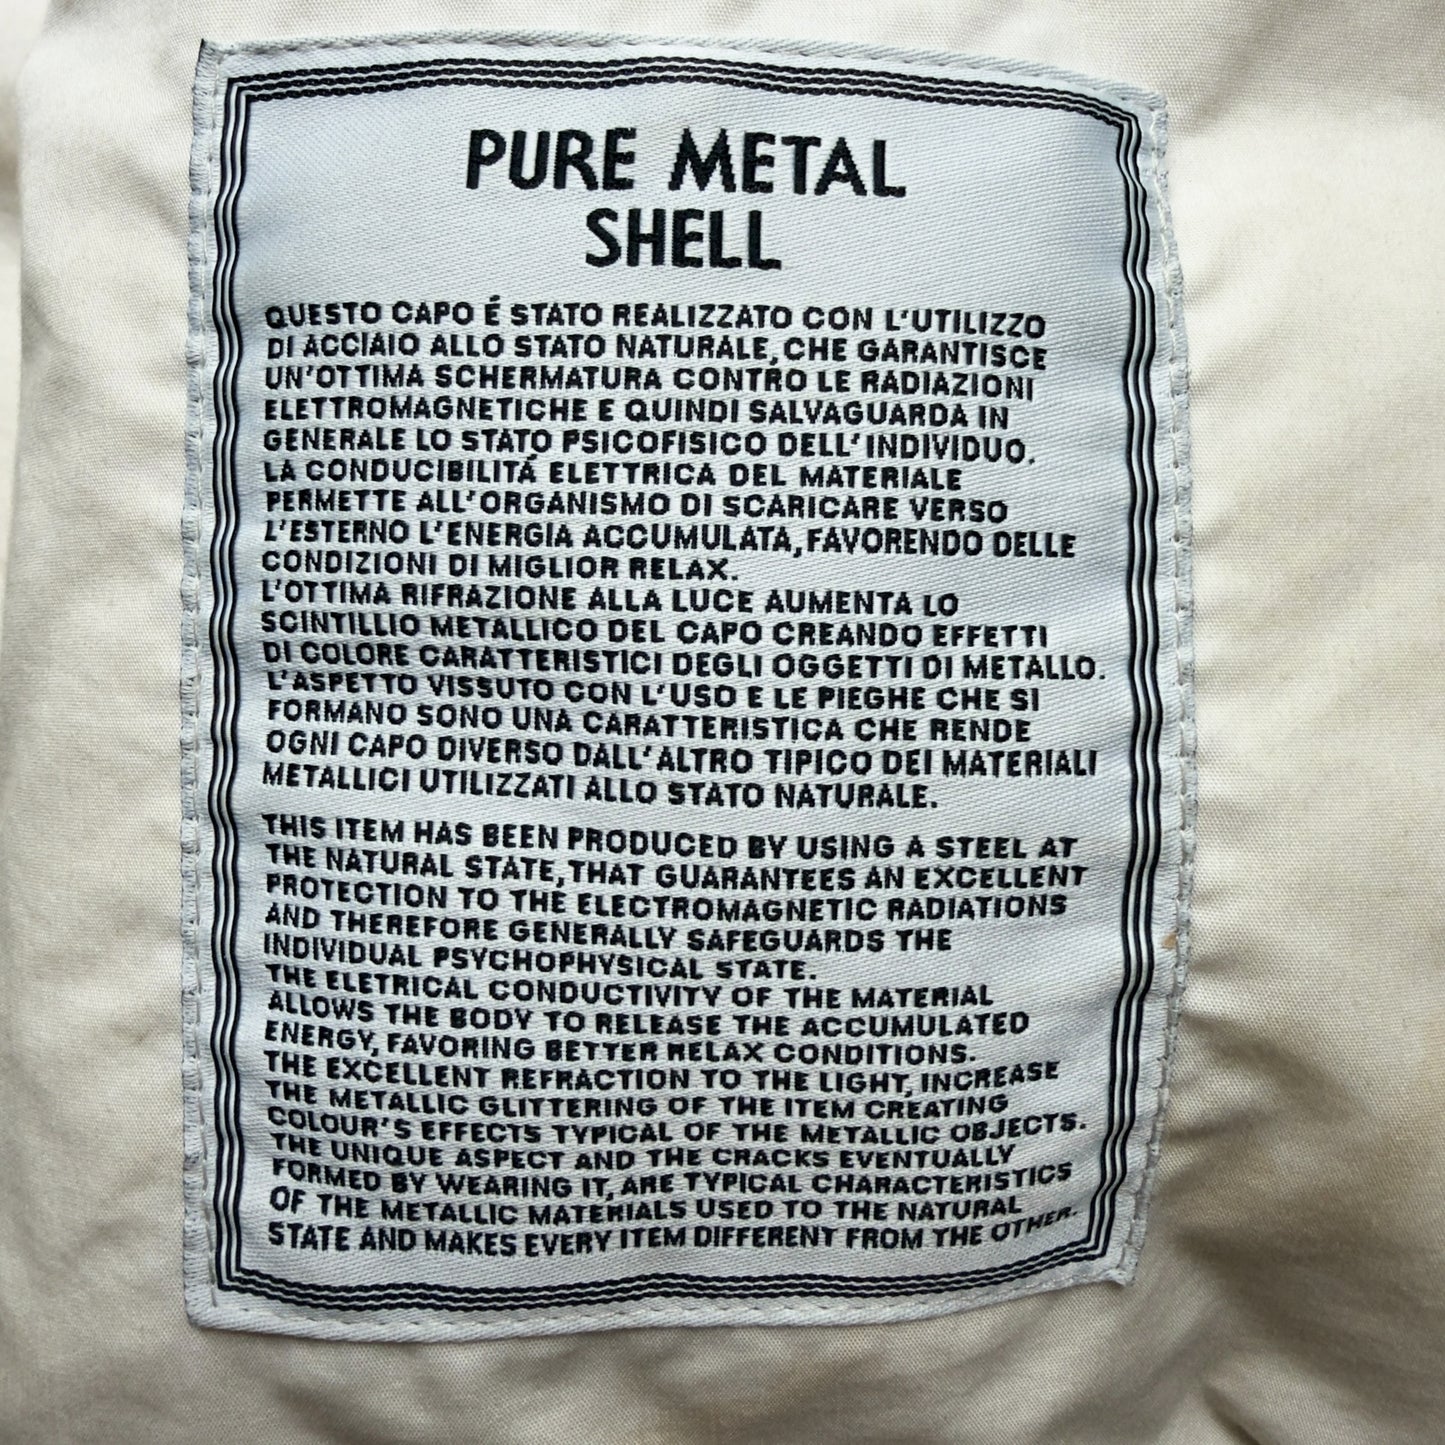 PURE METAL
SHELL
QUESTO CAPO É STATO REALIZZATO CON L'UTILIZZO
DI ACCIAIO ALLO STATO NATURALE, CHE GARANTISCE
UN'OTTIMA SCHERMATURA CONTRO LE RADIAZIONI
ELETTROMAGNETICHE E QUINDI SALVAGUARDA IN
GENERALE LO STATO PSICOFISICO DELL'INDIVIDUO.
LA CONDUCIBILITÁ ELETTRICA DEL MATERIALE
PERMETTE ALL'ORGANISMO DI SCARICARE VERSO
L'ESTERNO L'ENERGIA ACCUMULATA, FAVORENDO DELLE
CONDIZIONI DI MIGLIOR RELAX.
L'OTTIMA RIFRAZIONE ALLA LUCE AUMENTA LO
SCINTILLIO METALLICO DEL CAPO CREANDO EFFETTI
DI COLORE CARATTERISTICI DEGLI OGGETTI DI METALLO.
L'ASPETTO VISSUTO CON L'USO E LE PIEGHE CHE SI
FORMANO SONO UNA CARATTERISTICA CHE RENDE
OGNI CAPO DIVERSO DALL'ALTRO TIPICO DEI MATERIALI
METALLICI UTILIZZATI ALLO STATO NATURALE.
THIS ITEM HAS BEEN PRODUCED BY USING A STEEL AT
THE NATURAL STATE, THAT GUARANTEES AN EXCELLENT
PROTECTION TO THE ELECTROMAGNETIC RADIATIONS
AND THEREFORE GENERALLY SAFEGUARDS THE
INDIVIDUAL PSYCHOPHYSICAL STATE.
THE ELETRICAL CONDUCTIVITY OF THE MATERIAL
ALLOWS THE BODY TO RELEASE THE ACCUMULATED
ENERGY, FAVORING BETTER RELAX CONDITIONS.
THE EXCELLENT REFRACTION TO THE LIGHT, INCREASE
THE METALLIC GLITTERING OF THE ITEM CREATING
COLOUR'S EFFECTS TYPICAL OF THE METALLIC OBJECTS.
THE UNIQUE ASPECT AND THE CRACKS EVENTUALLY
FORMED BY WEARING IT, ARE TYPICAL CHARACTERISTICS
OF THE METALLIC MATERIALS USED TO THE NATURAL
STATE AND MAKES EVERY ITEM DIFFERENT FROM THE OTHER.